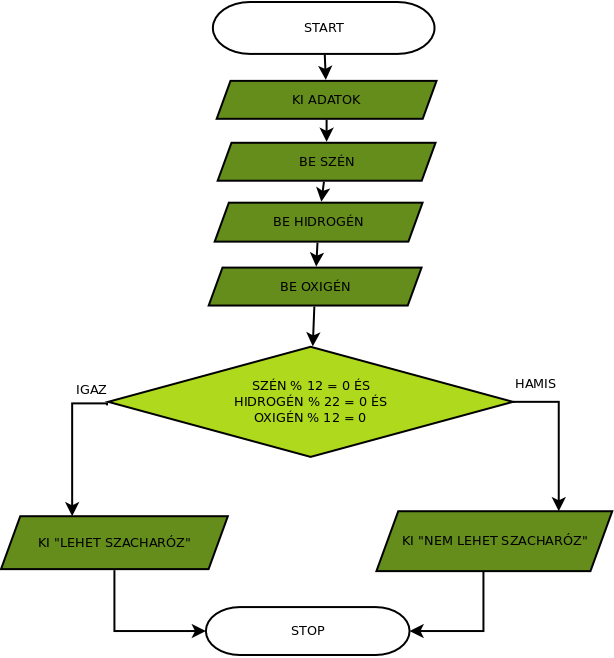 START
KI ADATOK
BE SZÉN
BE HIDROGÉN
BE OXIGÉN
IGAZ
HAMIS
SZÉN % 12 = 0 ÉS
HIDROGÉN % 22 = 0 ÉS
OXIGÉN % 12 = 0
KI "LEHET SZACHARÓZ"
KI "NEM LEHET SZACHARÓZ"
STOP